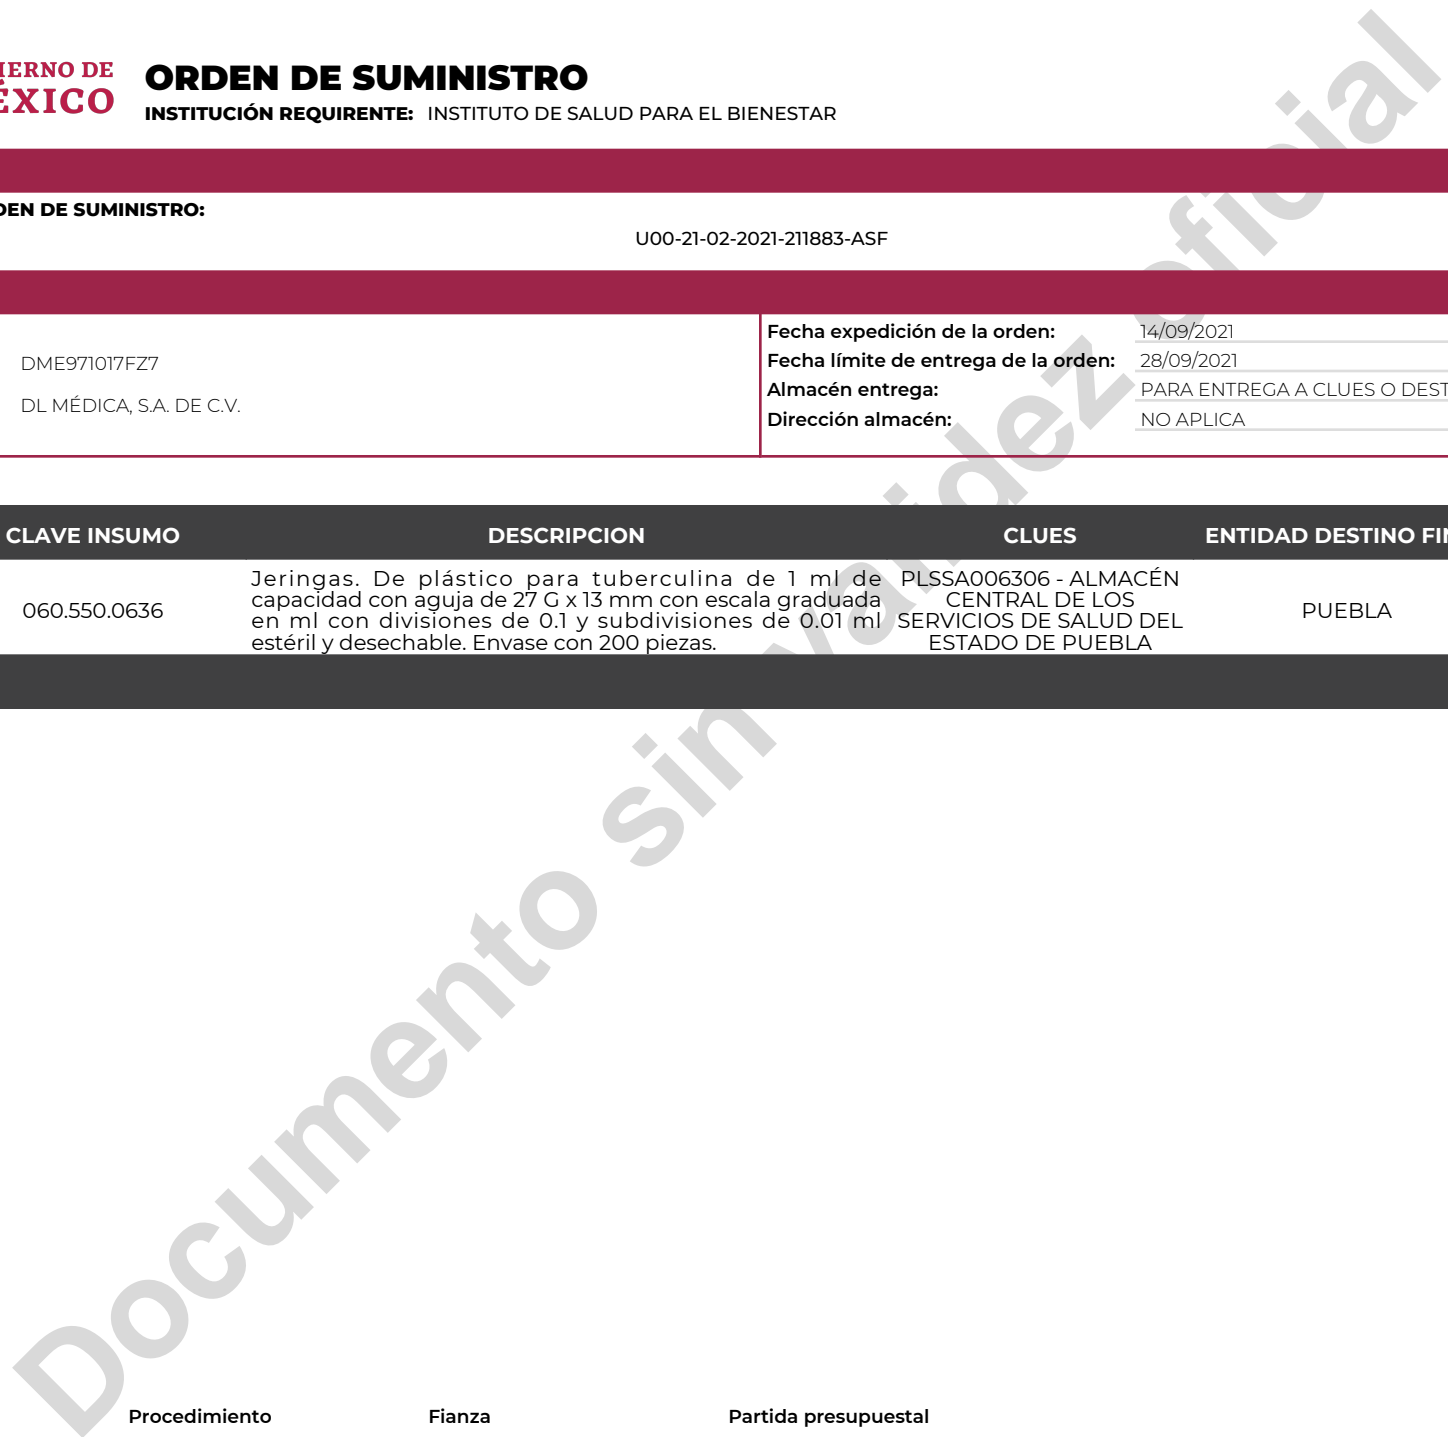 IERNO DE
ÉXICO
ORDEN DE SUMINISTRO
INSTITUCIÓN REQUIRENTE: INSTITUTO DE SALUD PARA EL BIENESTAR
DEN DE SUMINISTRO:
U00-21-02-2021-211883-ASF
DME971017FZ7
DL MÉDICA, S.A. DE C.V.
Fecha expedición de la orden: 14/09/2021
Fecha límite de entrega de la orden: 28/09/2021
Almacén entrega: PARA ENTREGA A CLUES O DEST
Dirección almacén: NO APLICA
CLAVE INSUMO DESCRIPCION CLUES ENTIDAD DESTINO FIN
060.550.0636
Jeringas. De plástico para tuberculina de 1 ml de
capacidad con aguja de 27 G x 13 mm con escala graduada
en ml con divisiones de 0.1 y subdivisiones de 0.01 ml
estéril y desechable. Envase con 200 piezas.
PLSSA006306 - ALMACÉN
CENTRAL DE LOS
SERVICIOS DE SALUD DEL
ESTADO DE PUEBLA
PUEBLA
Documento sin validez oficial
Procedimiento Fianza Partida presupuestal